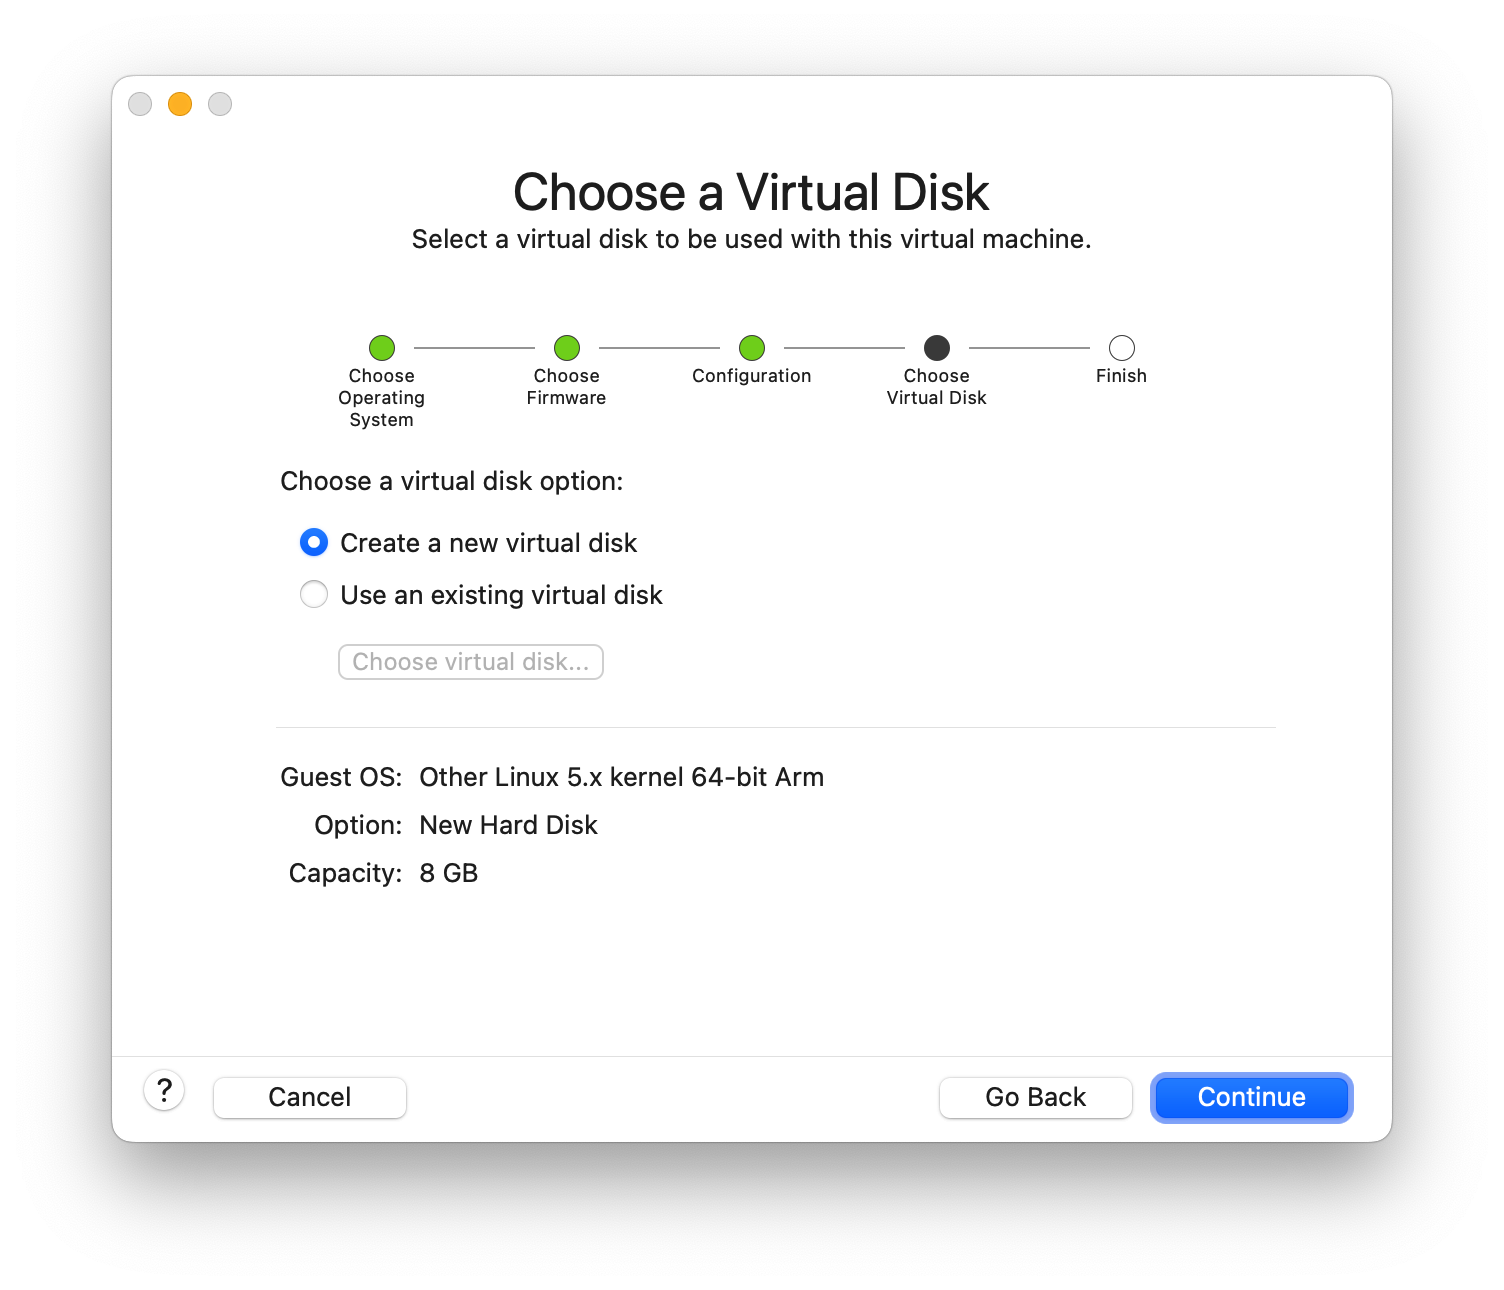 Choose a Virtual Disk
Select a virtual disk to be used with this virtual machine.
Choose
Operating
System
Choose
Firmware
Configuration
Choose
Virtual Disk
Finish
Choose a virtual disk option:
Create a new virtual disk
Use an existing virtual disk
Choose virtual disk...
Guest OS: Other Linux 5.x kernel 64-bit Arm
Option: New Hard Disk
Capacity: 8 GB
? Cancel Go Back Continue